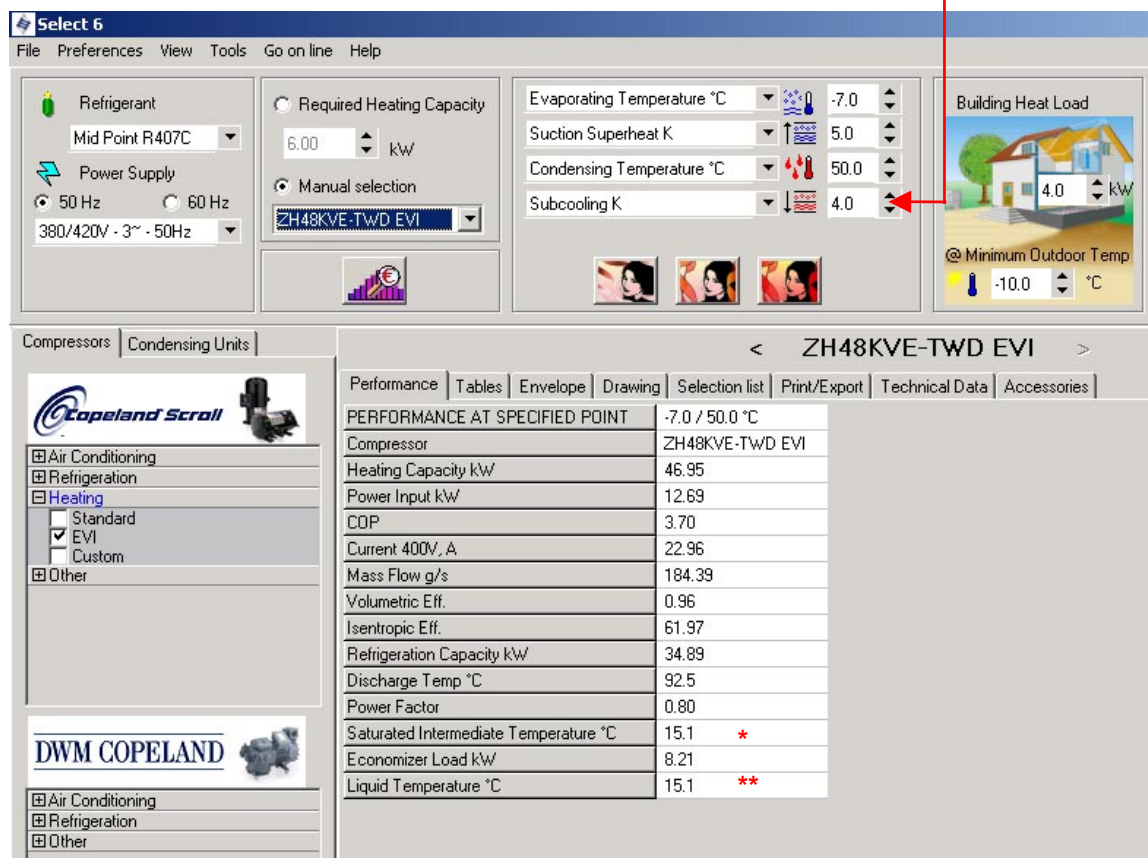 Select 6
File Preferences View Tools Go on line Help
Refrigerant
Mid Point R407C
Power Supply
50 Hz 60 Hz
380/420V - 3~ - 50Hz
Required Heating Capacity
6.00 kW
Manual selection
ZH48KVE-TWD EVI
€
Evaporating Temperature °C -7.0
Suction Superheat K 5.0
Condensing Temperature °C 50.0
Subcooling K 4.0
Building Heat Load
4.0 kW
@ Minimum Outdoor Temp
-10.0 °C
Compressors Condensing Units
Copeland Scroll
Air Conditioning
Refrigeration
Heating
Standard
EVI
Custom
Other
DWM COPELAND
Air Conditioning
Refrigeration
Other
< ZH48KVE-TWD EVI >
Performance Tables Envelope Drawing Selection list Print/Export Technical Data Accessories
PERFORMANCE AT SPECIFIED POINT -7.0 / 50.0 °C
Compressor ZH48KVE-TWD EVI
Heating Capacity kW 46.95
Power Input kW 12.69
COP 3.70
Current 400V, A 22.96
Mass Flow g/s 184.39
Volumetric Eff. 0.96
Isentropic Eff. 61.97
Refrigeration Capacity kW 34.89
Discharge Temp °C 92.5
Power Factor 0.80
Saturated Intermediate Temperature °C 15.1 *
Economizer Load kW 8.21
Liquid Temperature °C 15.1 **